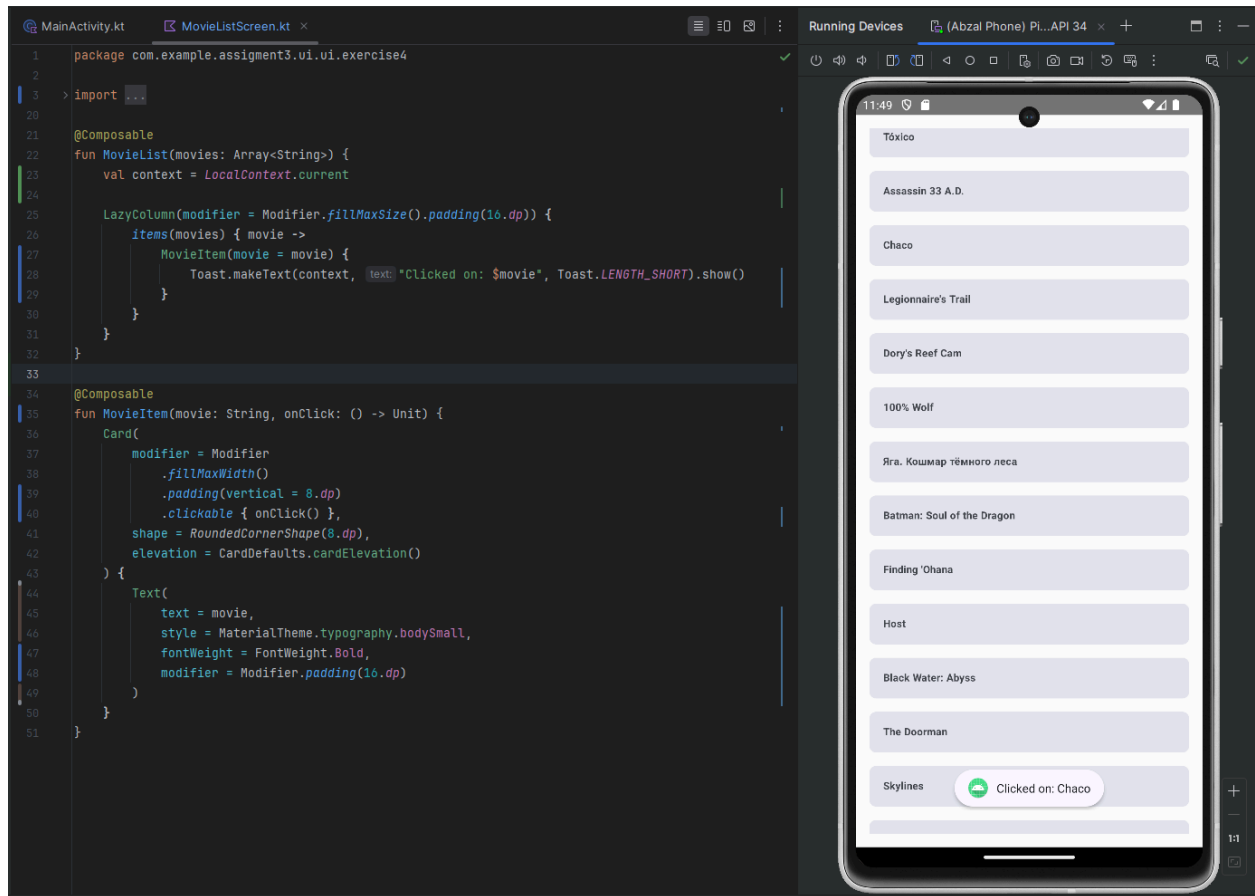 MainActivity.kt
MovieListScreen.kt
Running Devices
(Abzal Phone) Pi...API 34
1 package com.example.assigment3.ui.ui.exercise4
2
3 import ...
20
21 @Composable
22 fun MovieList(movies: Array<String>) {
23 val context = LocalContext.current
24
25 LazyColumn(modifier = Modifier.fillMaxSize().padding(16.dp)) {
26 items(movies) { movie ->
27 MovieItem(movie = movie) {
28 Toast.makeText(context, text: "Clicked on: $movie", Toast.LENGTH_SHORT).show()
29 }
30 }
31 }
32 }
33
34 @Composable
35 fun MovieItem(movie: String, onClick: () -> Unit) {
36 Card(
37 modifier = Modifier
38 .fillMaxWidth()
39 .padding(vertical = 8.dp)
40 .clickable { onClick() },
41 shape = RoundedCornerShape(8.dp),
42 elevation = CardDefaults.cardElevation()
43 ) {
44 Text(
45 text = movie,
46 style = MaterialTheme.typography.bodySmall,
47 fontWeight = FontWeight.Bold,
48 modifier = Modifier.padding(16.dp)
49 )
50 }
51 }
11:49
Tóxico
Assassin 33 A.D.
Chaco
Legionnaire's Trail
Dory's Reef Cam
100% Wolf
Яга. Кошмар тёмного леса
Batman: Soul of the Dragon
Finding 'Ohana
Host
Black Water: Abyss
The Doorman
Skylines
Clicked on: Chaco
1:1